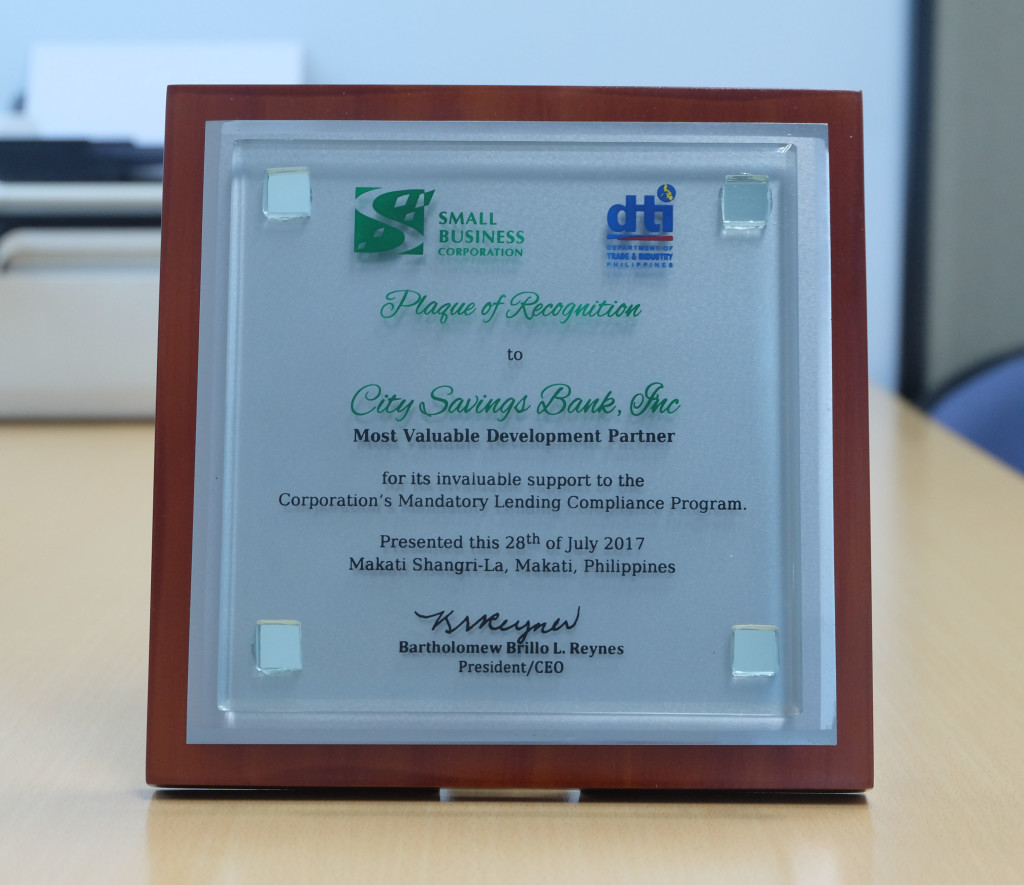 SMALL
BUSINESS
CORPORATION
dti
DEPARTMENT OF
TRADE & INDUSTRY
PHILIPPINES
Plaque of Recognition
to
City Savings Bank, Inc
Most Valuable Development Partner
for its invaluable support to the
Corporation's Mandatory Lending Compliance Program.
Presented this 28th of July 2017
Makati Shangri-La, Makati, Philippines
Bartholomew Brillo L. Reynes
President/CEO